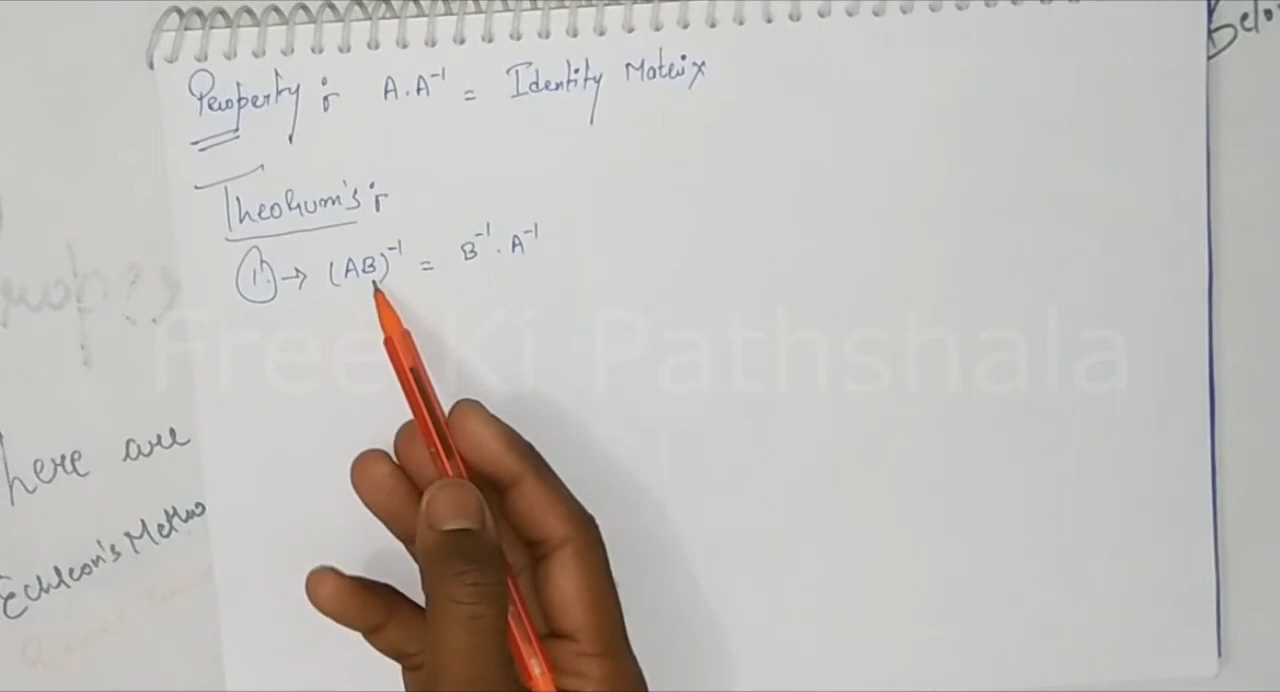 Property :- A.A⁻¹ = Identity Matrix
Theorum's :-
① → (AB)⁻¹ = B⁻¹ . A⁻¹
Free Ki Pathshala
here are
Echleon's Metho